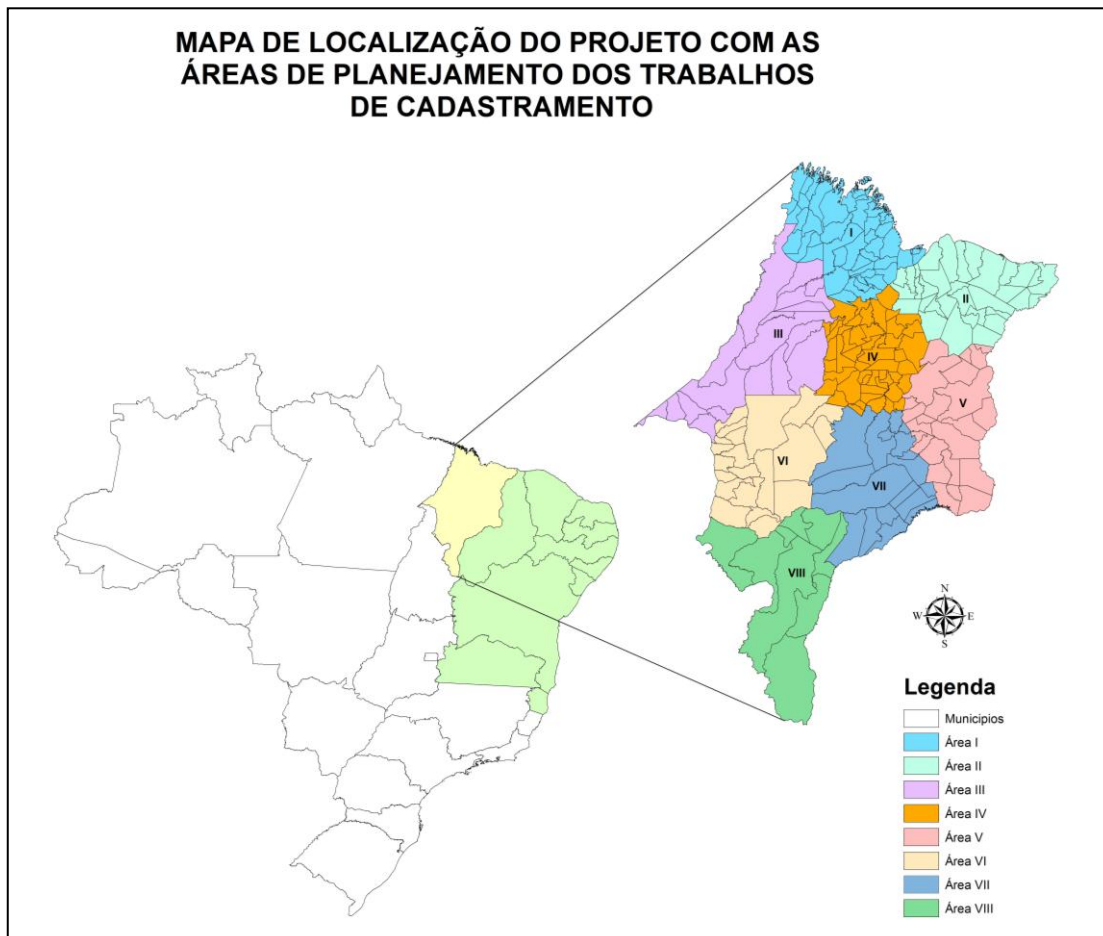 MAPA DE LOCALIZAÇÃO DO PROJETO COM AS
ÁREAS DE PLANEJAMENTO DOS TRABALHOS
DE CADASTRAMENTO
I
II
III
IV
V
VI
VII
VIII
N
W
E
S
Legenda
Municipios
Área I
Área II
Área III
Área IV
Área V
Área VI
Área VII
Área VIII